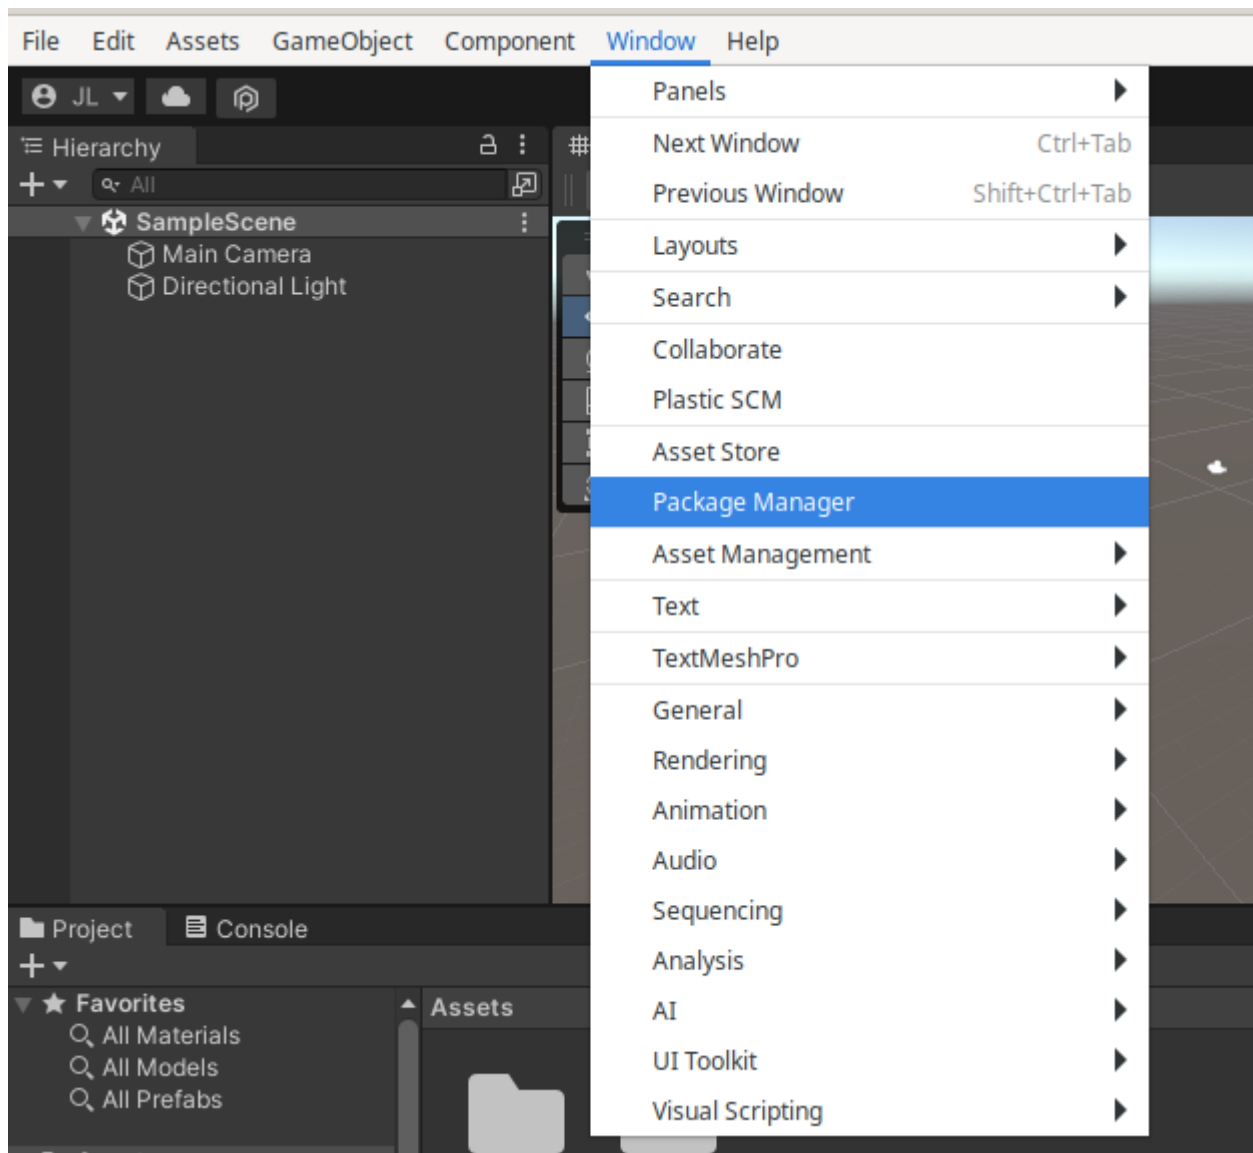 File Edit Assets GameObject Component Window Help
JL
Hierarchy
All
SampleScene
Main Camera
Directional Light
Panels
Next Window Ctrl+Tab
Previous Window Shift+Ctrl+Tab
Layouts
Search
Collaborate
Plastic SCM
Asset Store
Package Manager
Asset Management
Text
TextMeshPro
General
Rendering
Animation
Audio
Sequencing
Analysis
AI
UI Toolkit
Visual Scripting
Project Console
Favorites
All Materials
All Models
All Prefabs
Assets